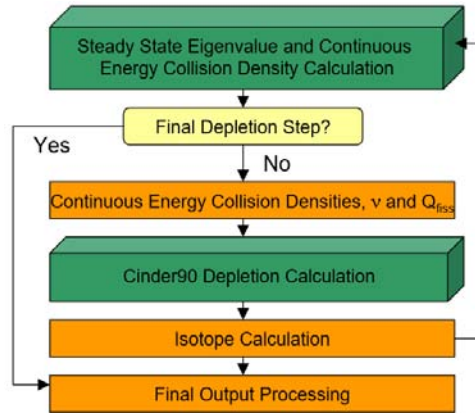 Steady State Eigenvalue and Continuous
Energy Collision Density Calculation
Final Depletion Step?
Yes
No
Continuous Energy Collision Densities, ν and Qfiss
Cinder90 Depletion Calculation
Isotope Calculation
Final Output Processing